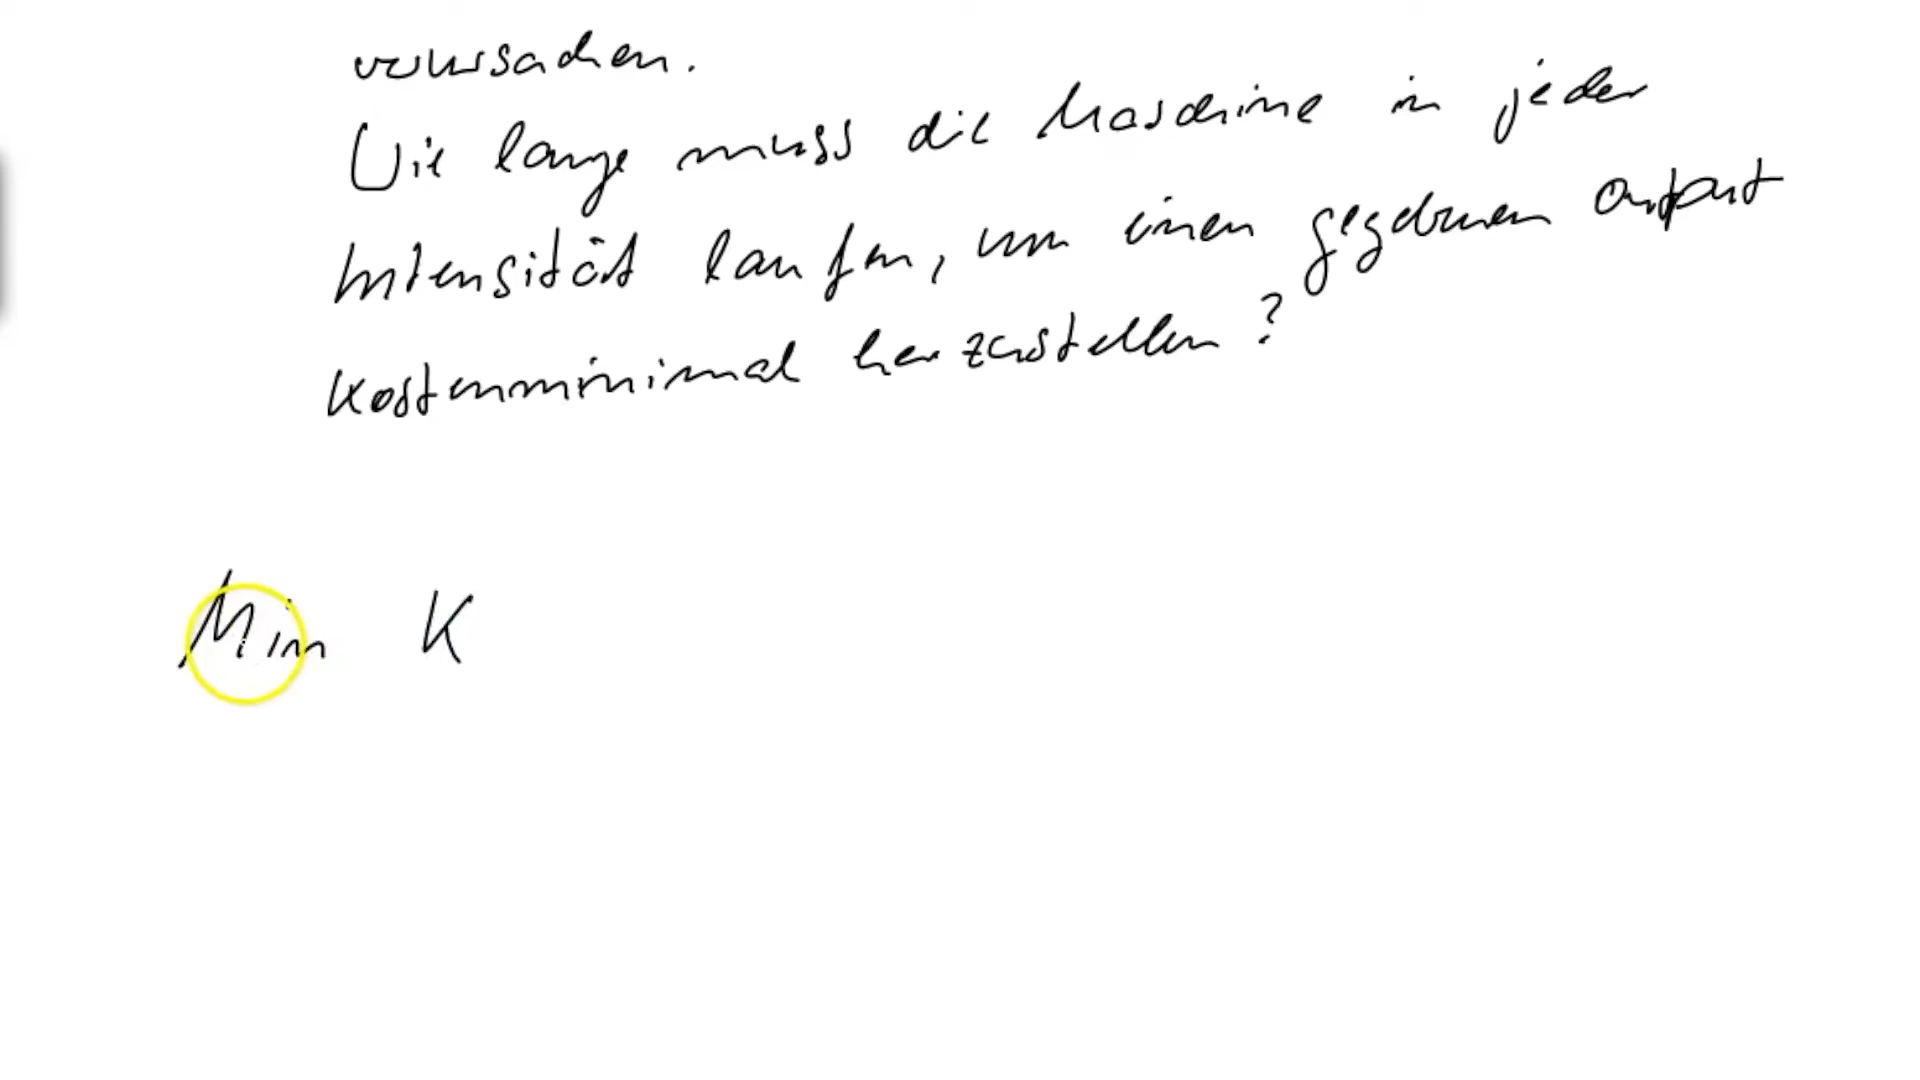 verursachen.
Wie lange muss die Maschine in jeder
Intensität laufen, um einen gegebenen Output
kostenminimal herzustellen?
Min K